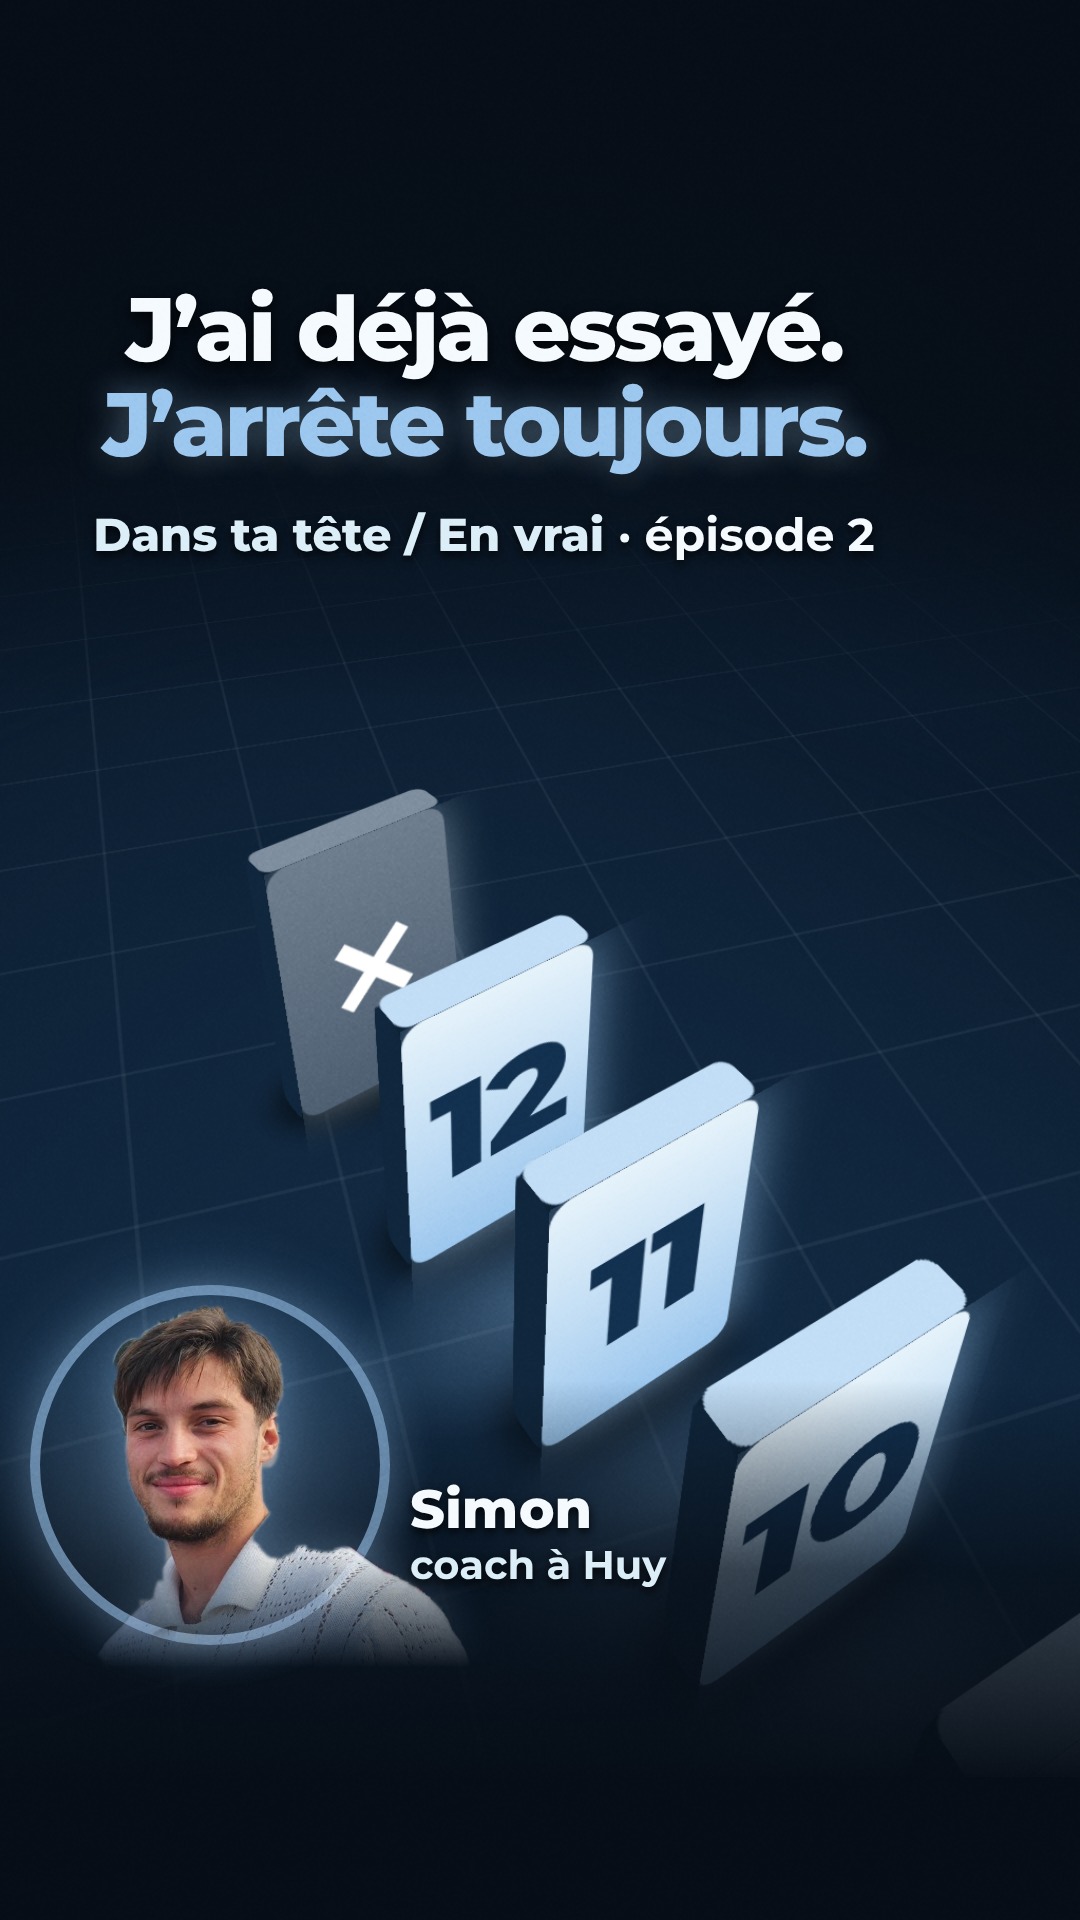 J’ai déjà essayé.
J’arrête toujours.
Dans ta tête / En vrai · épisode 2
12
11
10
Simon
coach à Huy